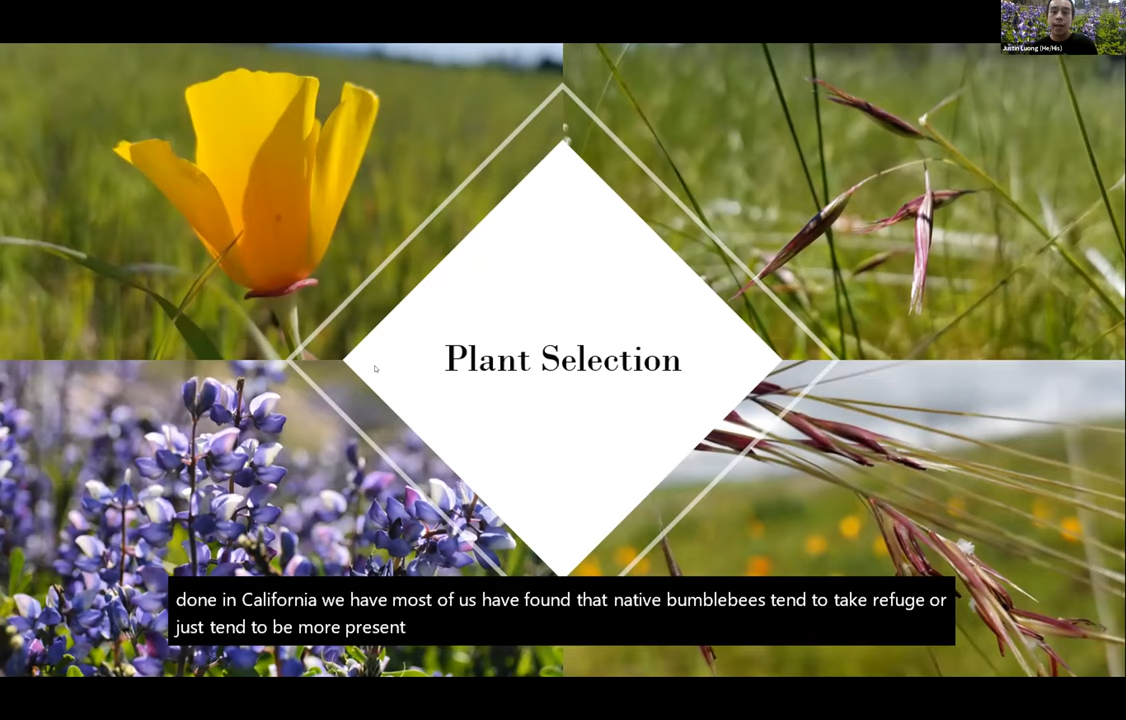 Justin Luong (He/His)
Plant Selection
done in California we have most of us have found that native bumblebees tend to take refuge or
just tend to be more present